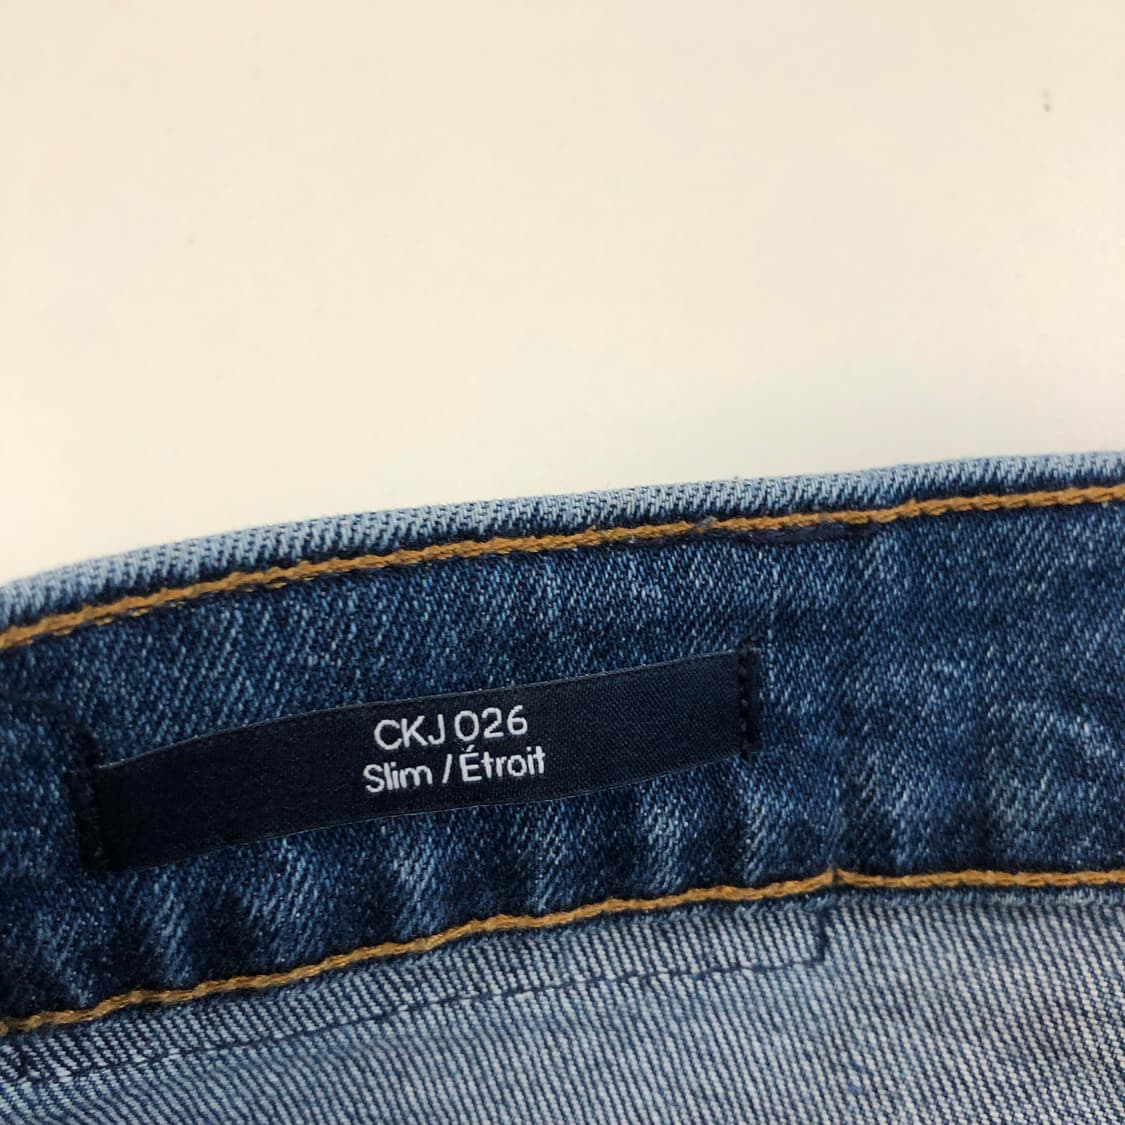 CKJ 026
Slim / Étroit